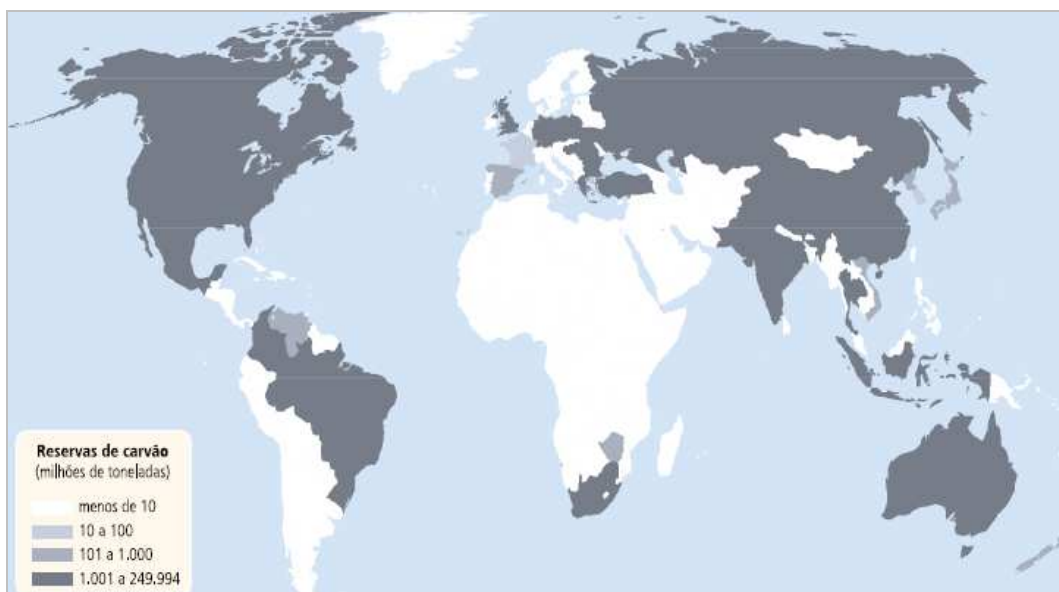 Reservas de carvão
(milhões de toneladas)
menos de 10
10 a 100
101 a 1.000
1.001 a 249.994